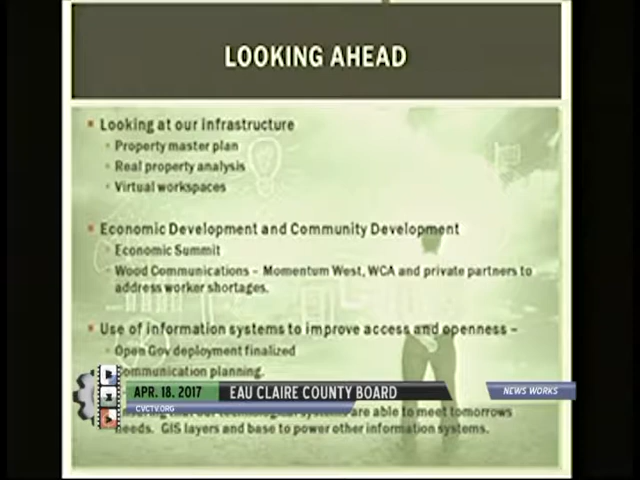 LOOKING AHEAD
Looking at our infrastructure
Property master plan
Real property analysis
Virtual workspaces
Economic Development and Community Development
Economic Summit
Wood Communications – Momentum West, WCA and private partners to
address worker shortages.
Use of information systems to improve access and openness –
Open Gov deployment finalized
ommunication planning.
APR. 18, 2017 EAU CLAIRE COUNTY BOARD
NEWS WORKS
CVCTV.ORG
are able to meet tomorrows
needs. GIS layers and base to power other information systems.